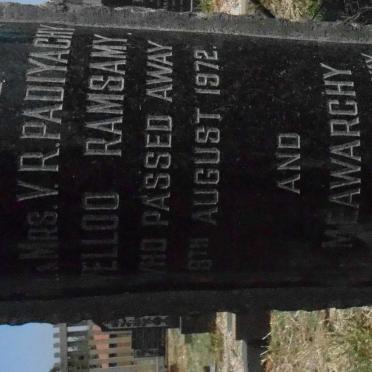 MRS V. R. PADIYACHY
ELLOO RAMSAMY
WHO PASSED AWAY
8TH AUGUST 1972.
AND
MEAWARCHY